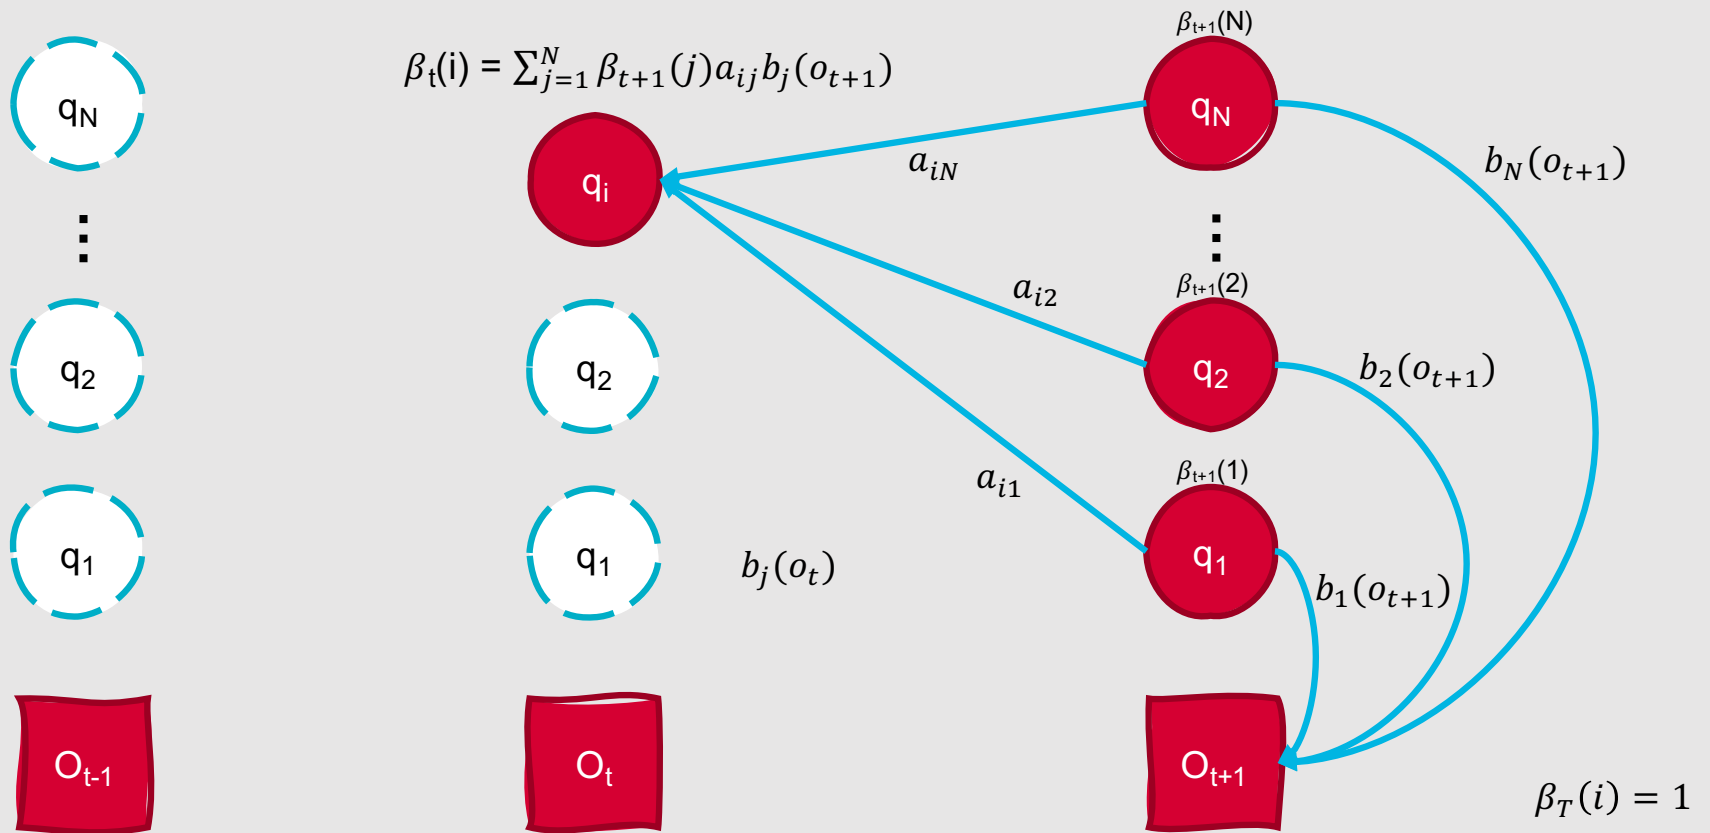 β_{t+1}(N)
β_t(i) = ∑_{j=1}^{N} β_{t+1}(j)a_{ij}b_j(o_{t+1})
q_N
q_N
a_{iN}
b_N(o_{t+1})
q_i
⋮
⋮
β_{t+1}(2)
a_{i2}
q_2
q_2
q_2
b_2(o_{t+1})
β_{t+1}(1)
a_{i1}
q_1
q_1
b_j(o_t)
q_1
b_1(o_{t+1})
O_{t-1}
O_t
O_{t+1}
β_T(i) = 1